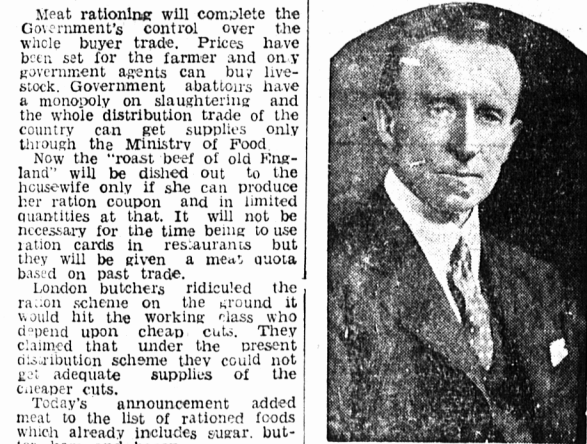 Meat rationing will complete the
Government's control over the
whole buyer trade. Prices have
been set for the farmer and only
government agents can buy live-
stock. Government abattoirs have
a monopoly on slaughtering and
the whole distribution trade of the
country can get supplies only
through the Ministry of Food.
Now the "roast beef of old Eng-
land" will be dished out to the
housewife only if she can produce
her ration coupon and in limited
quantities at that. It will not be
necessary for the time being to use
ration cards in restaurants but
they will be given a meat quota
based on past trade.
London butchers ridiculed the
ration scheme on the ground it
would hit the working class who
depend upon cheap cuts. They
claimed that under the present
distribution scheme they could not
get adequate supplies of the
cheaper cuts.
Today's announcement added
meat to the list of rationed foods
which already includes sugar, but-